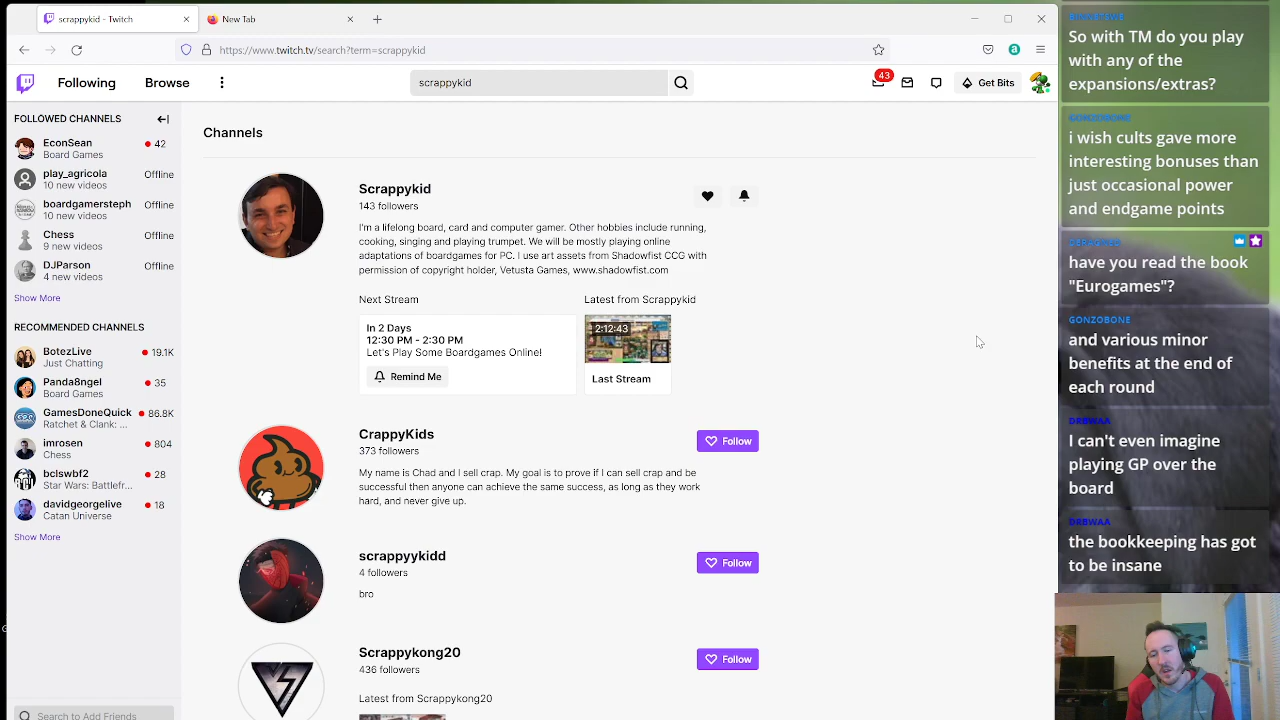 scrappykid - Twitch
New Tab
https://www.twitch.tv/search?term=scrappykid
Following
Browse
scrappykid
43
Get Bits
FOLLOWED CHANNELS
EconSean
42
Board Games
play_agricola
Offline
10 new videos
boardgamersteph
Offline
10 new videos
Chess
Offline
9 new videos
DJParson
Offline
4 new videos
Show More
RECOMMENDED CHANNELS
BotezLive
19.1K
Just Chatting
Panda8ngel
35
Board Games
GamesDoneQuick
86.8K
Ratchet & Clank: ...
imrosen
804
Chess
bclswbf2
28
Star Wars: Battlefr...
davidgeorgelive
18
Catan Universe
Show More
Search to Add Friends
Channels
Scrappykid
143 followers
I'm a lifelong board, card and computer gamer. Other hobbies include running,
cooking, singing and playing trumpet. We will be mostly playing online
versions of boardgames for PC. I use art assets from Shadowfist CCG with
permission of copyright holder, Vetusta Games, www.shadowfist.com
Next Stream
Latest from Scrappykid
In 2 Days
12:30 PM - 1:30 PM
Let's Play Some Boardgames Online!
Remind Me
2:12:43
Last Stream
CrappyKids
373 followers
Follow
My name is Chad and I sell crap. My goal is to prove if I can sell crap and be
successful then anyone can achieve the same success, as long as they work
hard, and never give up.
scrappyykidd
4 followers
Follow
bro
Scrappykong20
436 followers
Follow
from Scrappykong20
So with TM do you play
with any of the
expansions/extras?
GONZOBONE
i wish cults gave more
interesting bonuses than
just occasional power
and endgame points
have you read the book
"Eurogames"?
GONZOBONE
and various minor
benefits at the end of
each round
DRBWAA
I can't even imagine
playing GP over the
board
DRBWAA
the bookkeeping has got
to be insane